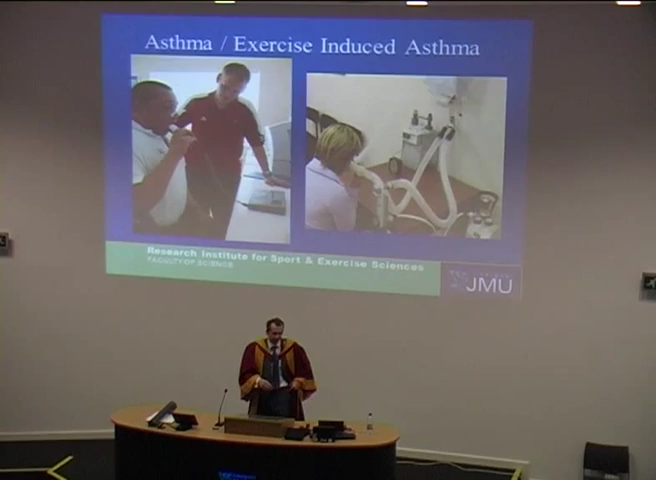 Asthma / Exercise Induced Asthma
Research Institute for Sport & Exercise Sciences
FACULTY OF SCIENCE
JMU